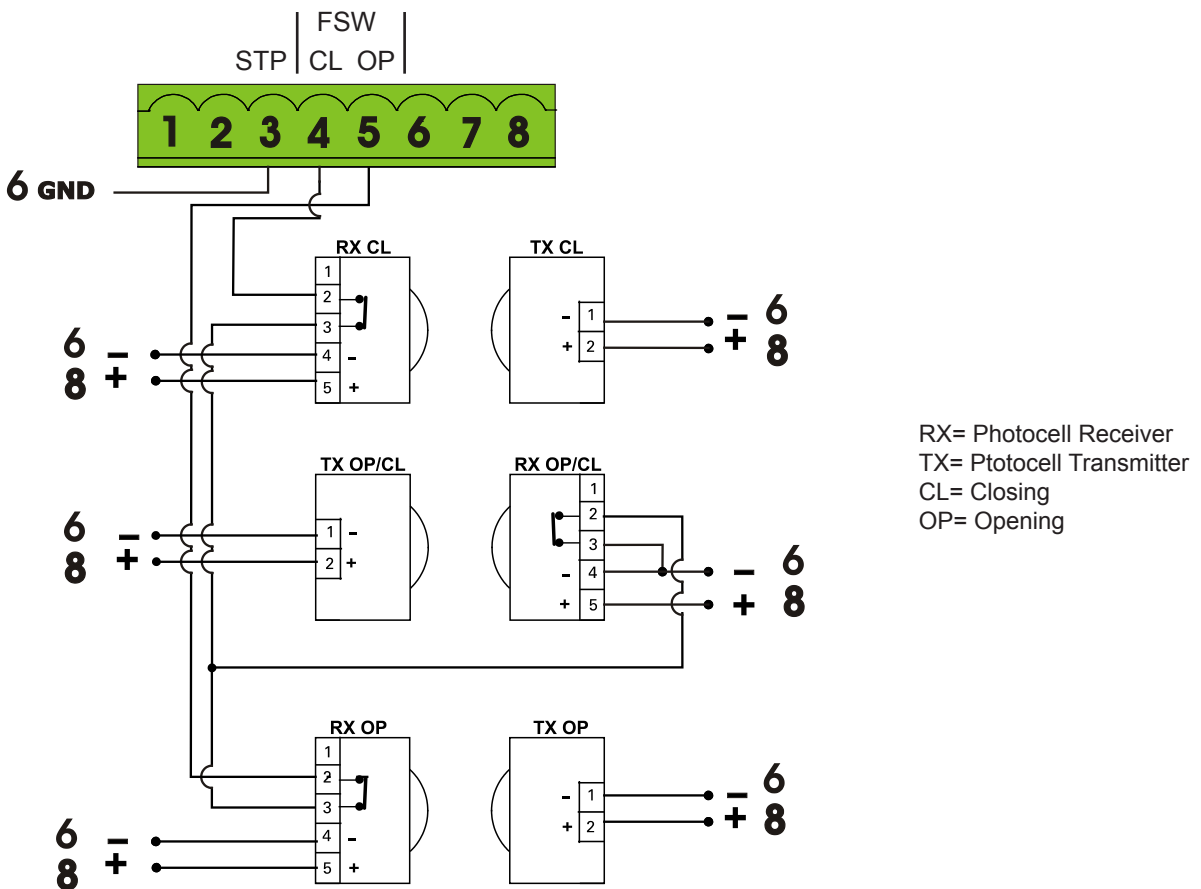 FSW
STP CL OP
1 2 3 4 5 6 7 8
6 GND
RX CL
1
2
3
4 -
5 +
6 -
8 +
TX CL
- 1
+ 2
- 6
+ 8
TX OP/CL
1 -
2 +
6 -
8 +
RX OP/CL
1
2
3
- 4
+ 5
- 6
+ 8
RX= Photocell Receiver
TX= Ptotocell Transmitter
CL= Closing
OP= Opening
RX OP
1
2
3
4 -
5 +
6 -
8 +
TX OP
- 1
+ 2
- 6
+ 8